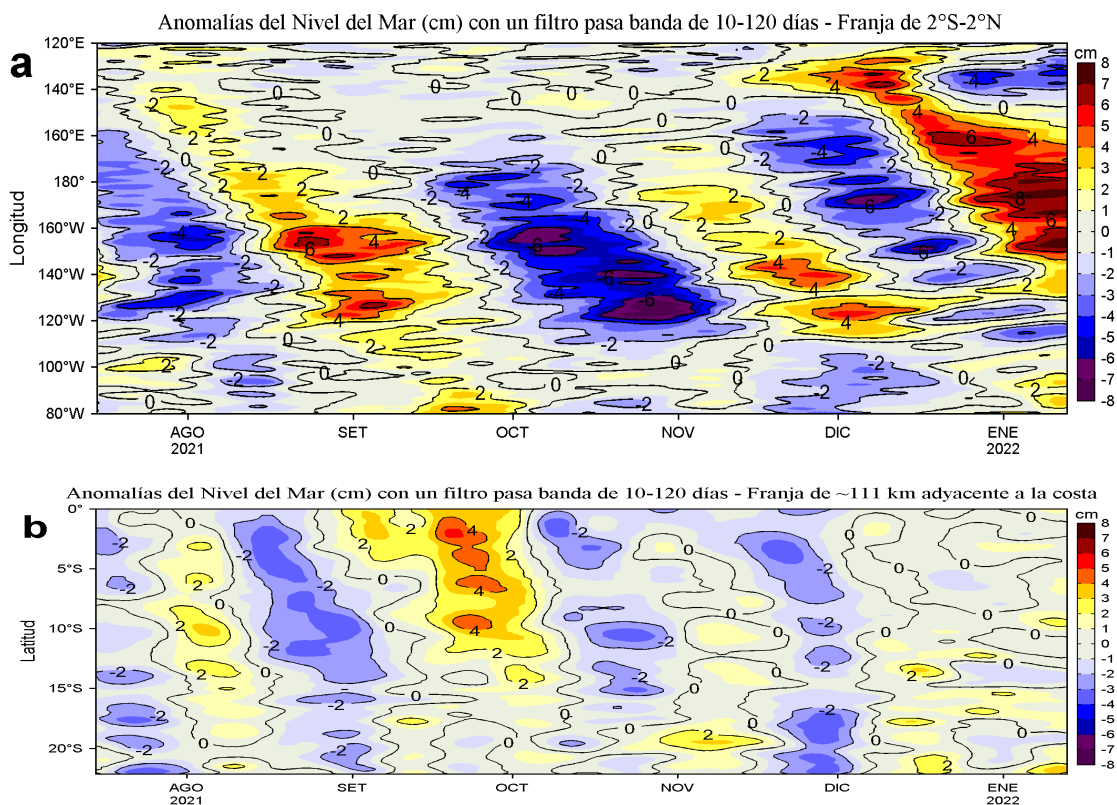 Anomalías del Nivel del Mar (cm) con un filtro pasa banda de 10-120 días - Franja de 2°S-2°N
a
cm
120°E
140°E
160°E
180°
160°W
140°W
120°W
100°W
80°W
Longitud
8
7
6
5
4
3
2
1
0
-1
-2
-3
-4
-5
-6
-7
-8
AGO SET OCT NOV DIC ENE
2021 2022
Anomalías del Nivel del Mar (cm) con un filtro pasa banda de 10-120 días - Franja de ~111 km adyacente a la costa
b
cm
0°
5°S
10°S
15°S
20°S
Latitud
8
7
6
5
4
3
2
1
0
-1
-2
-3
-4
-5
-6
-7
-8
AGO SET OCT NOV DIC ENE
2021 2022